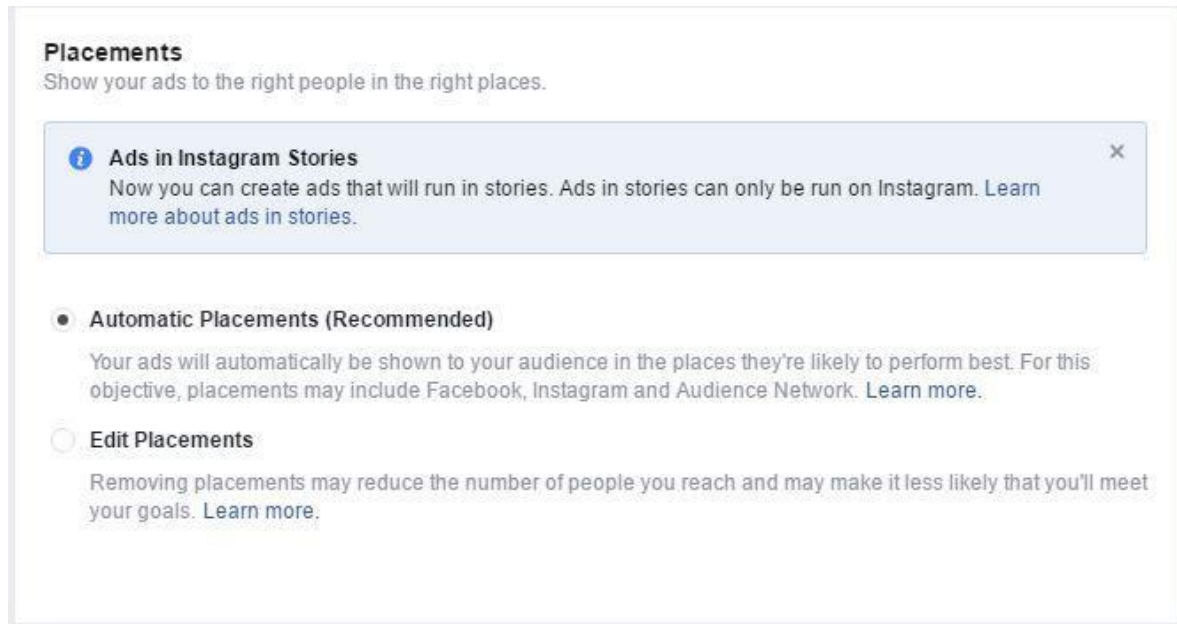 Placements
Show your ads to the right people in the right places.
Ads in Instagram Stories
Now you can create ads that will run in stories. Ads in stories can only be run on Instagram. Learn
more about ads in stories.
Automatic Placements (Recommended)
Your ads will automatically be shown to your audience in the places they're likely to perform best. For this
objective, placements may include Facebook, Instagram and Audience Network. Learn more.
Edit Placements
Removing placements may reduce the number of people you reach and may make it less likely that you'll meet
your goals. Learn more.